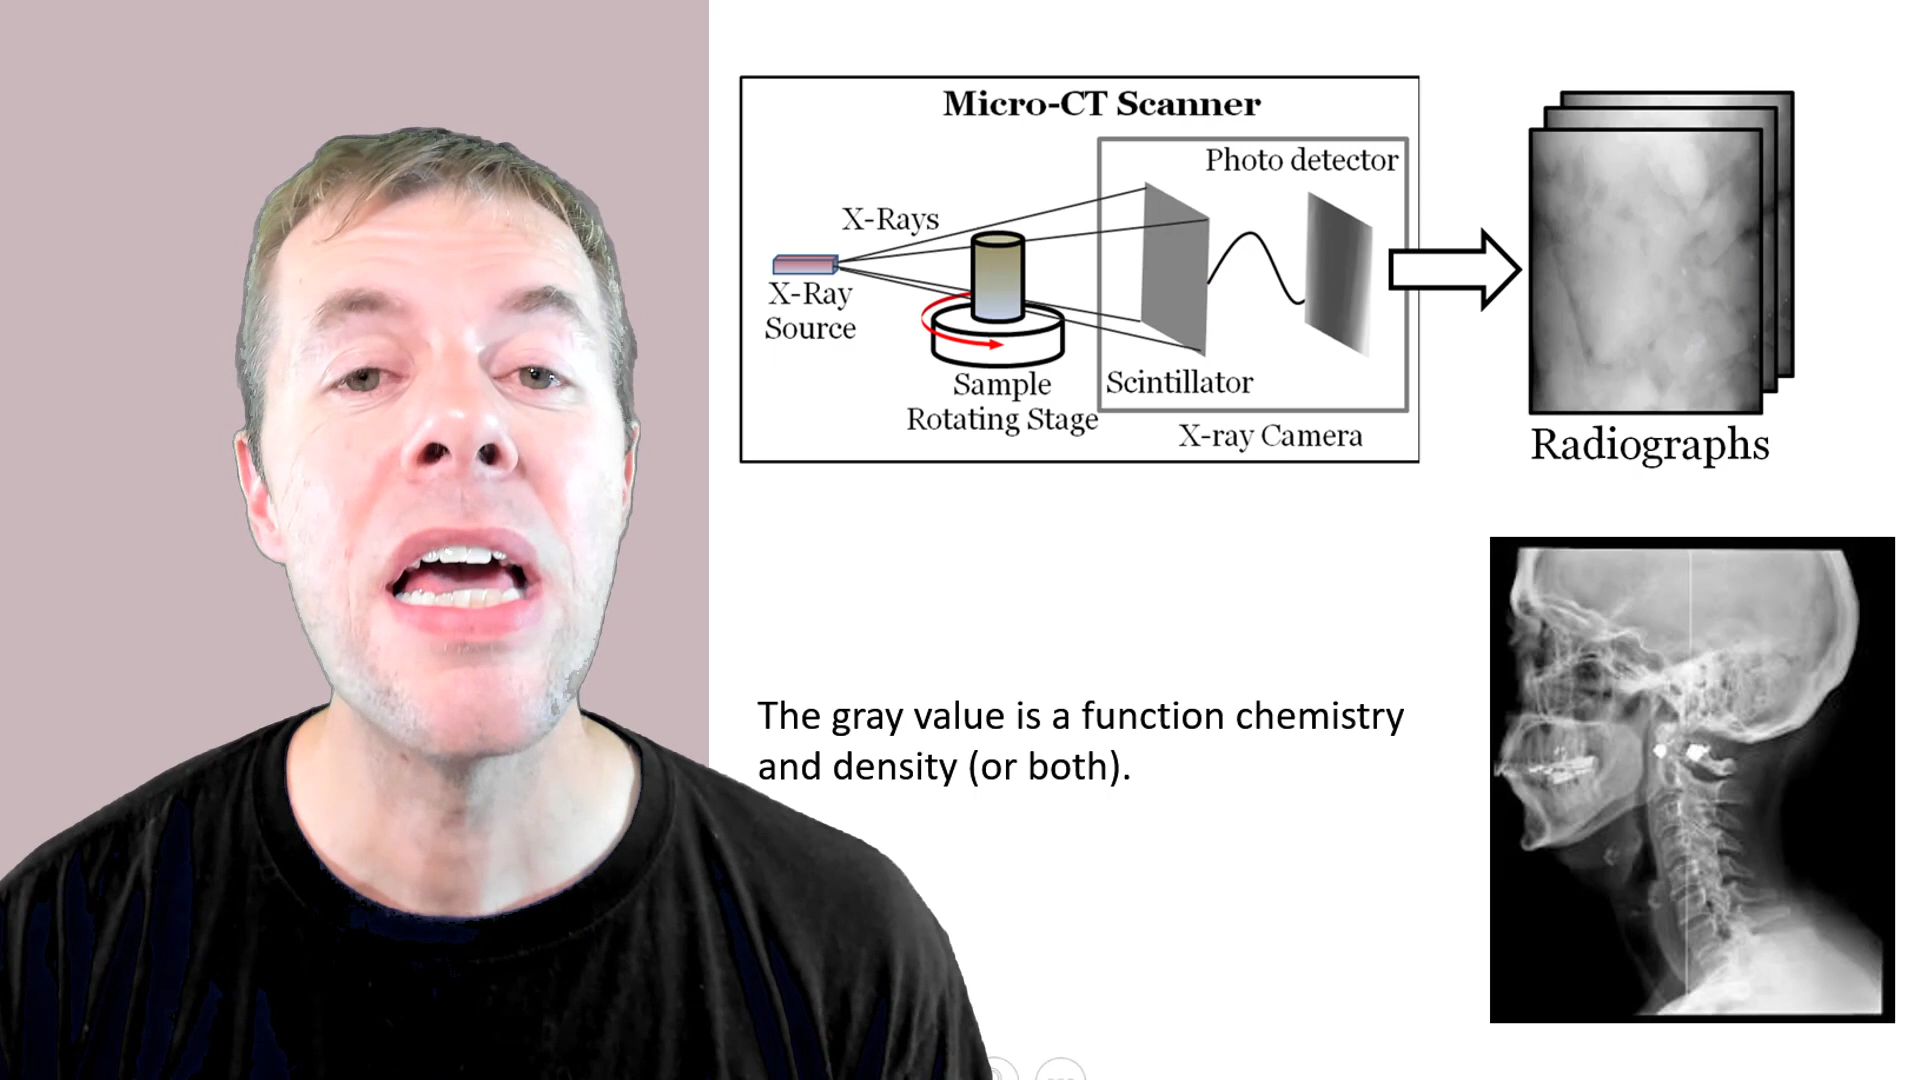 Micro-CT Scanner
Photo detector
X-Rays
X-Ray
Source
Sample
Rotating Stage
Scintillator
X-ray Camera
Radiographs
The gray value is a function chemistry
and density (or both).